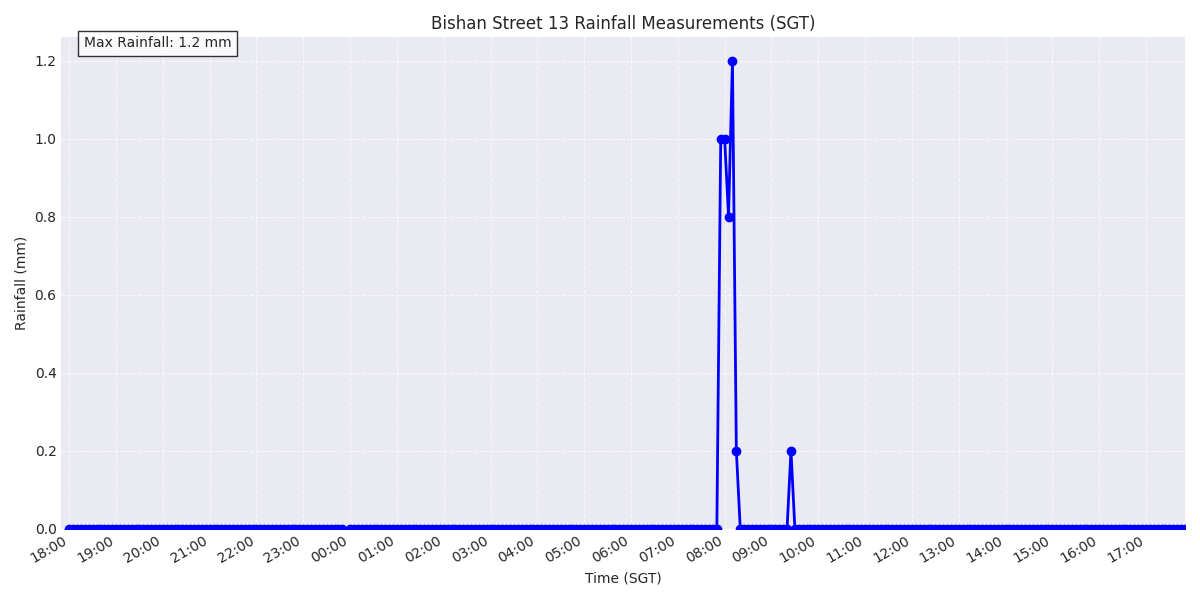 Bishan Street 13 Rainfall Measurements (SGT)
Max Rainfall: 1.2 mm
1.2
1.0
0.8
0.6
0.4
0.2
0.0
Rainfall (mm)
18:00 19:00 20:00 21:00 22:00 23:00 00:00 01:00 02:00 03:00 04:00 05:00 06:00 07:00 08:00 09:00 10:00 11:00 12:00 13:00 14:00 15:00 16:00 17:00
Time (SGT)